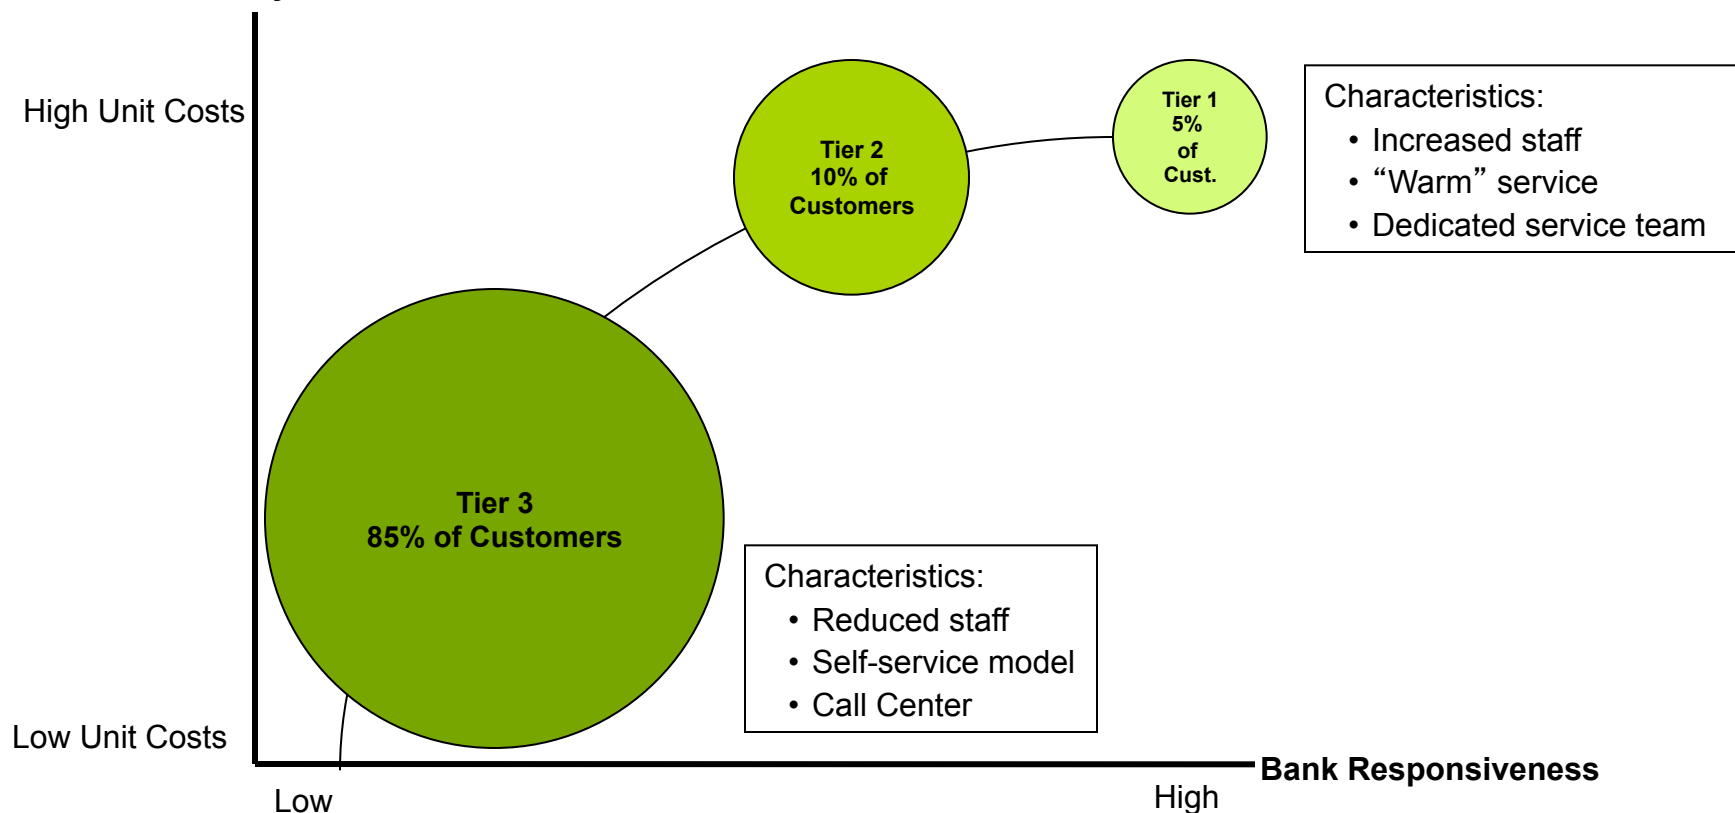 High Unit Costs
Tier 1
5%
of
Cust.
Tier 2
10% of
Customers
Characteristics:
• Increased staff
• “Warm” service
• Dedicated service team
Tier 3
85% of Customers
Characteristics:
• Reduced staff
• Self-service model
• Call Center
Low Unit Costs
Bank Responsiveness
Low
High